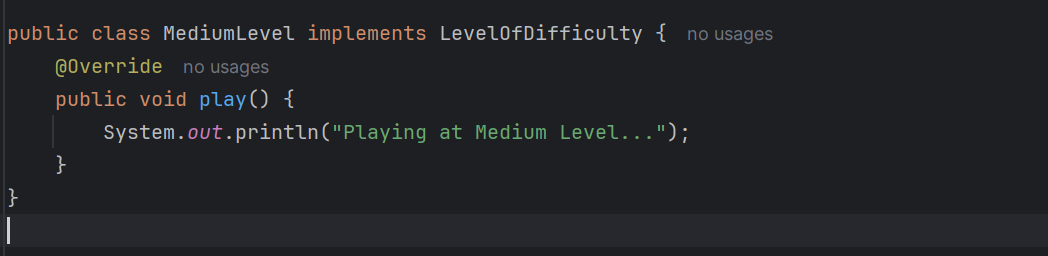 public class MediumLevel implements LevelOfDifficulty { no usages
@Override no usages
public void play() {
System.out.println("Playing at Medium Level...");
}
}